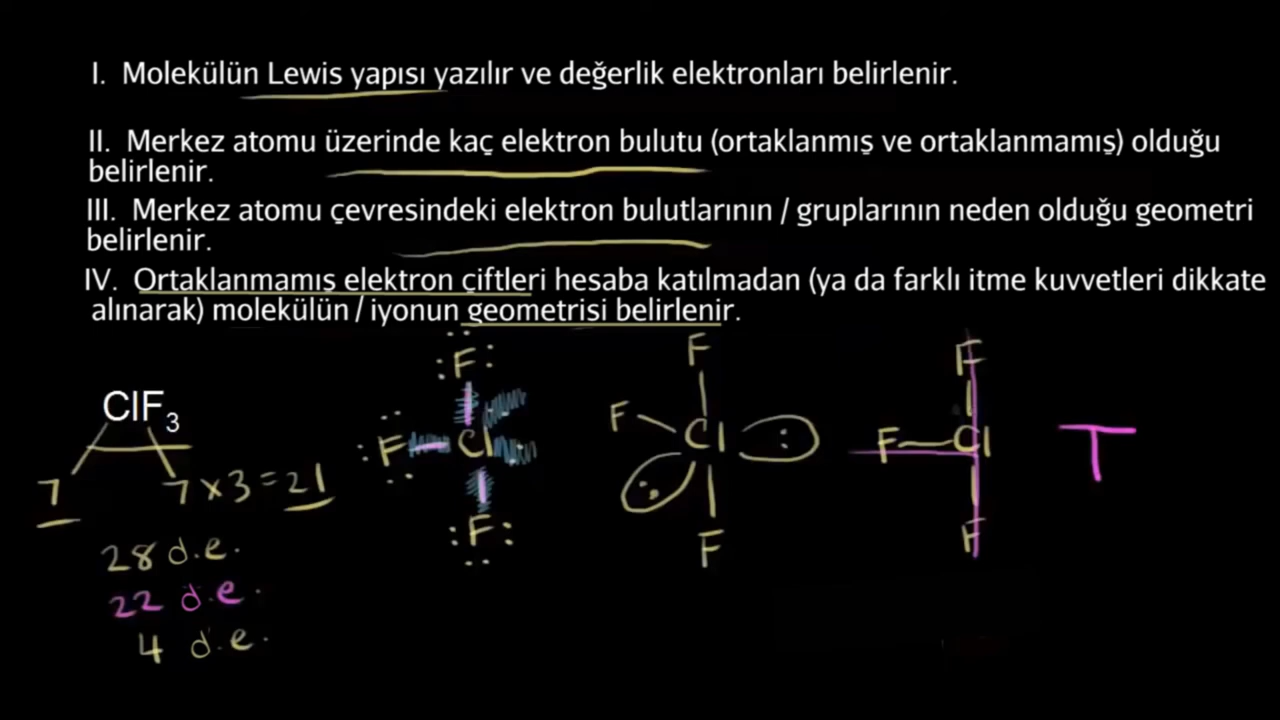 I. Molekülün Lewis yapısı yazılır ve değerlik elektronları belirlenir.
II. Merkez atomu üzerinde kaç elektron bulutu (ortaklanmış ve ortaklanmamış) olduğu
belirlenir.
III. Merkez atomu çevresindeki elektron bulutlarının / gruplarının neden olduğu geometri
belirlenir.
IV. Ortaklanmamış elektron çiftleri hesaba katılmadan (ya da farklı itme kuvvetleri dikkate
alınarak) molekülün / iyonun geometrisi belirlenir.
ClF₃
7 7 x 3 = 21
28 d.e.
22 d.e.
4 d.e.
F
F Cl
F
F
F Cl
F
F
F Cl
F
T